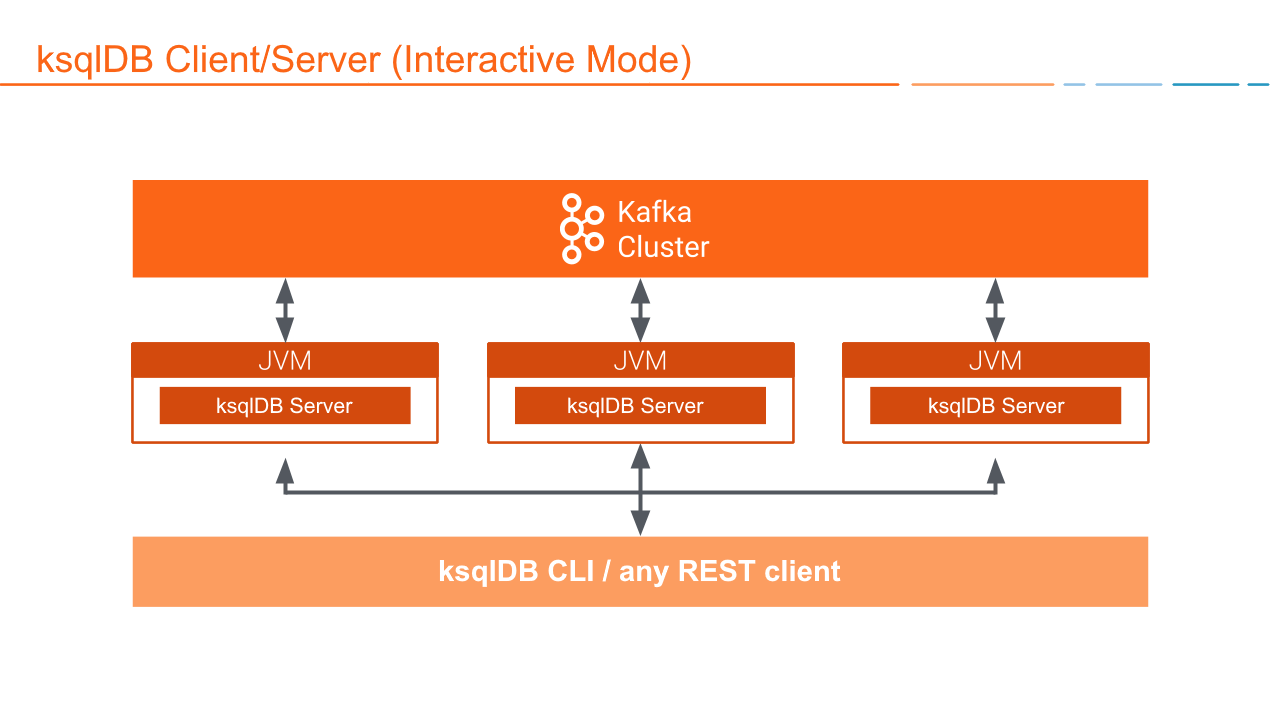 ksqlDB Client/Server (Interactive Mode)
Kafka
Cluster
JVM
ksqlDB Server
JVM
ksqlDB Server
JVM
ksqlDB Server
ksqlDB CLI / any REST client